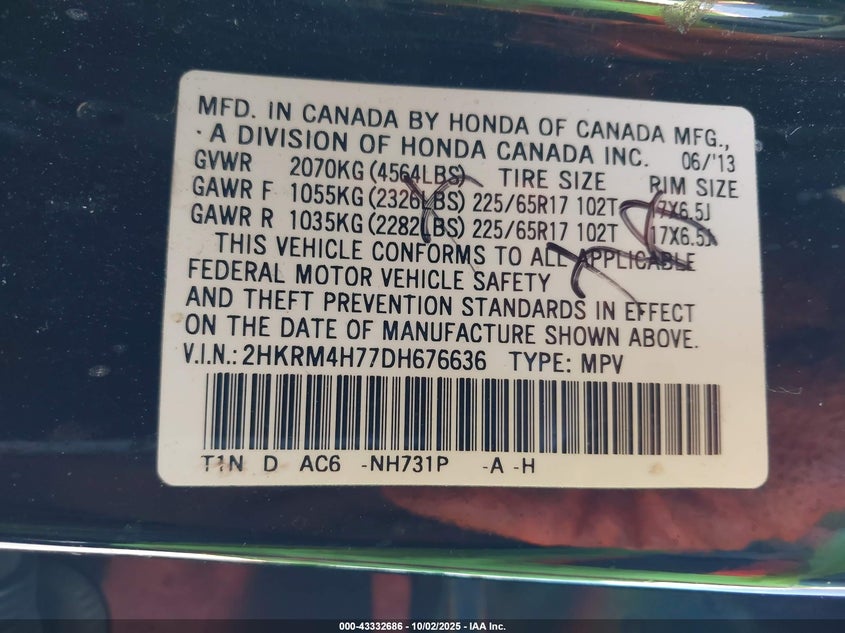 MFD. IN CANADA BY HONDA OF CANADA MFG.,
A DIVISION OF HONDA CANADA INC. 06/'13
GVWR 2070KG (4564LBS) TIRE SIZE RIM SIZE
GAWR F 1055KG (2326LBS) 225/65R17 102T 17X6.5J
GAWR R 1035KG (2282LBS) 225/65R17 102T 17X6.5J
THIS VEHICLE CONFORMS TO ALL APPLICABLE
FEDERAL MOTOR VEHICLE SAFETY
AND THEFT PREVENTION STANDARDS IN EFFECT
ON THE DATE OF MANUFACTURE SHOWN ABOVE.
V.I.N.: 2HKRM4H77DH676636 TYPE: MPV
T1N D AC6 -NH731P -A -H
000-43332686 - 10/02/2025 - IAA Inc.